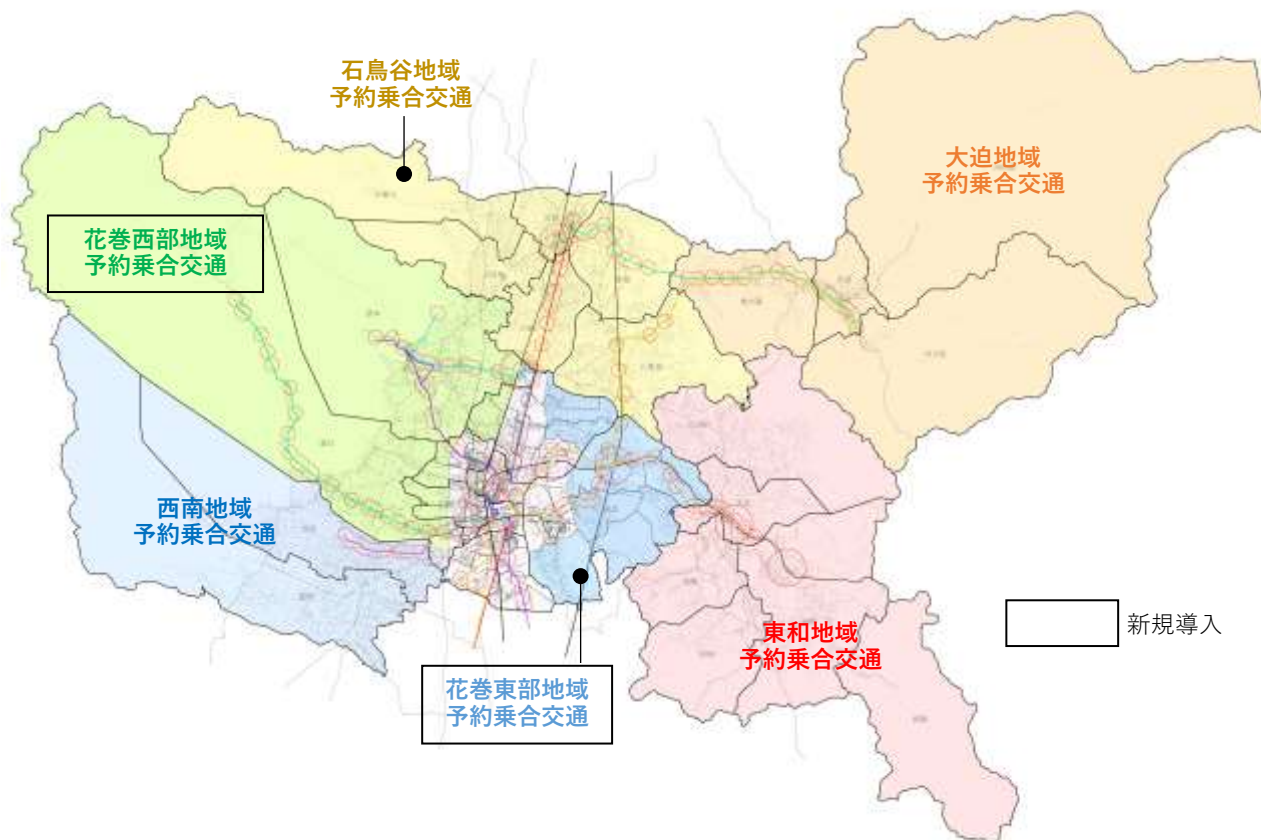 石鳥谷地域
予約乗合交通
大迫地域
予約乗合交通
花巻西部地域
予約乗合交通
西南地域
予約乗合交通
花巻東部地域
予約乗合交通
東和地域
予約乗合交通
新規導入